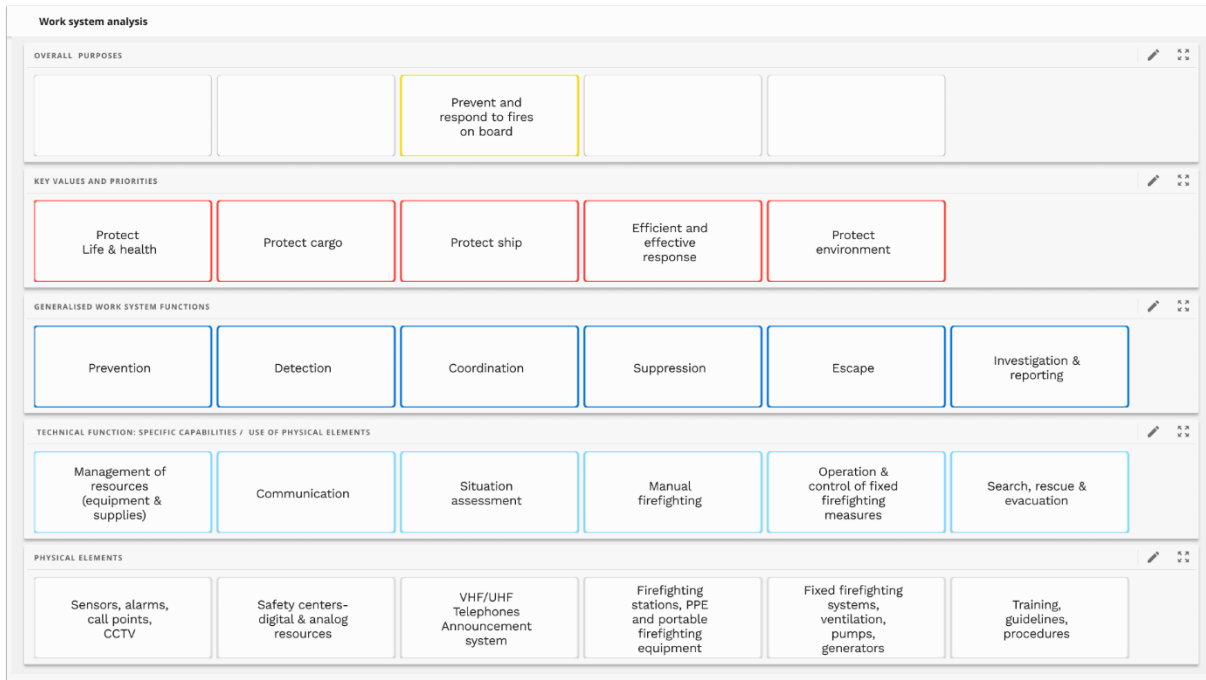 Work system analysis
OVERALL PURPOSES
Prevent and
respond to fires
on board
KEY VALUES AND PRIORITIES
Protect
Life & health
Protect cargo
Protect ship
Efficient and
effective
response
Protect
environment
GENERALISED WORK SYSTEM FUNCTIONS
Prevention
Detection
Coordination
Suppression
Escape
Investigation &
reporting
TECHNICAL FUNCTION: SPECIFIC CAPABILITIES / USE OF PHYSICAL ELEMENTS
Management of
resources
(equipment &
supplies)
Communication
Situation
assessment
Manual
firefighting
Operation &
control of fixed
firefighting
measures
Search, rescue &
evacuation
PHYSICAL ELEMENTS
Sensors, alarms,
call points,
CCTV
Safety centers-
digital & analog
resources
VHF/UHF
Telephones
Announcement
system
Firefighting
stations, PPE
and portable
firefighting
equipment
Fixed firefighting
systems,
ventilation,
pumps,
generators
Training,
guidelines,
procedures